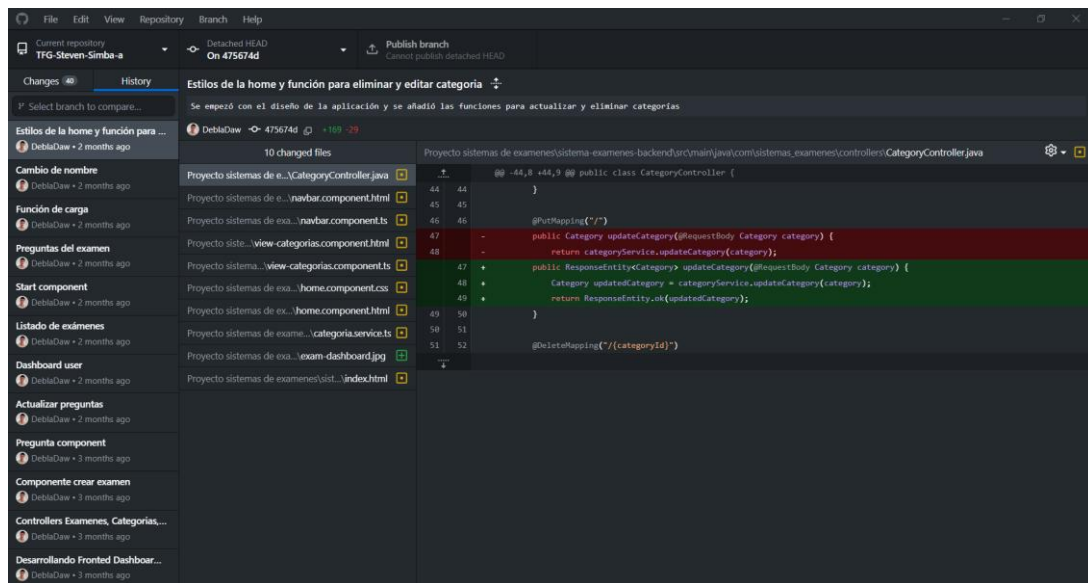 File Edit View Repository Branch Help
Current repository
TFG-Steven-Simba-a
Detached HEAD
On 475674d
Publish branch
Cannot publish detached HEAD
Changes 40 History
Select branch to compare...
Estilos de la home y función para ...
DeblaDaw • 2 months ago
Cambio de nombre
DeblaDaw • 2 months ago
Función de carga
DeblaDaw • 2 months ago
Preguntas del examen
DeblaDaw • 2 months ago
Start component
DeblaDaw • 2 months ago
Listado de exámenes
DeblaDaw • 2 months ago
Dashboard user
DeblaDaw • 2 months ago
Actualizar preguntas
DeblaDaw • 2 months ago
Pregunta component
DeblaDaw • 3 months ago
Componente crear examen
DeblaDaw • 3 months ago
Controllers Examenes, Categorias,...
DeblaDaw • 3 months ago
Desarrollando Fronted Dashboar...
DeblaDaw • 3 months ago
Estilos de la home y función para eliminar y editar categoria
Se empezó con el diseño de la aplicación y se añadió las funciones para actualizar y eliminar categorías
DeblaDaw 475674d +169 -29
10 changed files
Proyecto sistemas de e...\CategoryController.java
Proyecto sistemas de e...\navbar.component.html
Proyecto sistemas de exa...\navbar.component.ts
Proyecto siste...\view-categorias.component.html
Proyecto sistema...\view-categorias.component.ts
Proyecto sistemas de exa...\home.component.css
Proyecto sistemas de ex...\home.component.html
Proyecto sistemas de exame...\categoria.service.ts
Proyecto sistemas de exa...\exam-dashboard.jpg
Proyecto sistemas de examenes\sist...\index.html
Proyecto sistemas de examenes\sistema-examenes-backend\src\main\java\com\sistemas_examenes\controllers\CategoryController.java
@@ -44,8 +44,9 @@ public class CategoryController {
44 44 }
45 45
46 46 @PutMapping("/")
47 - public Category updateCategory(@RequestBody Category category) {
48 - return categoryService.updateCategory(category);
47 + public ResponseEntity<Category> updateCategory(@RequestBody Category category) {
48 + Category updatedCategory = categoryService.updateCategory(category);
49 + return ResponseEntity.ok(updatedCategory);
49 50 }
50 51
51 52 @DeleteMapping("/{categoryId}")